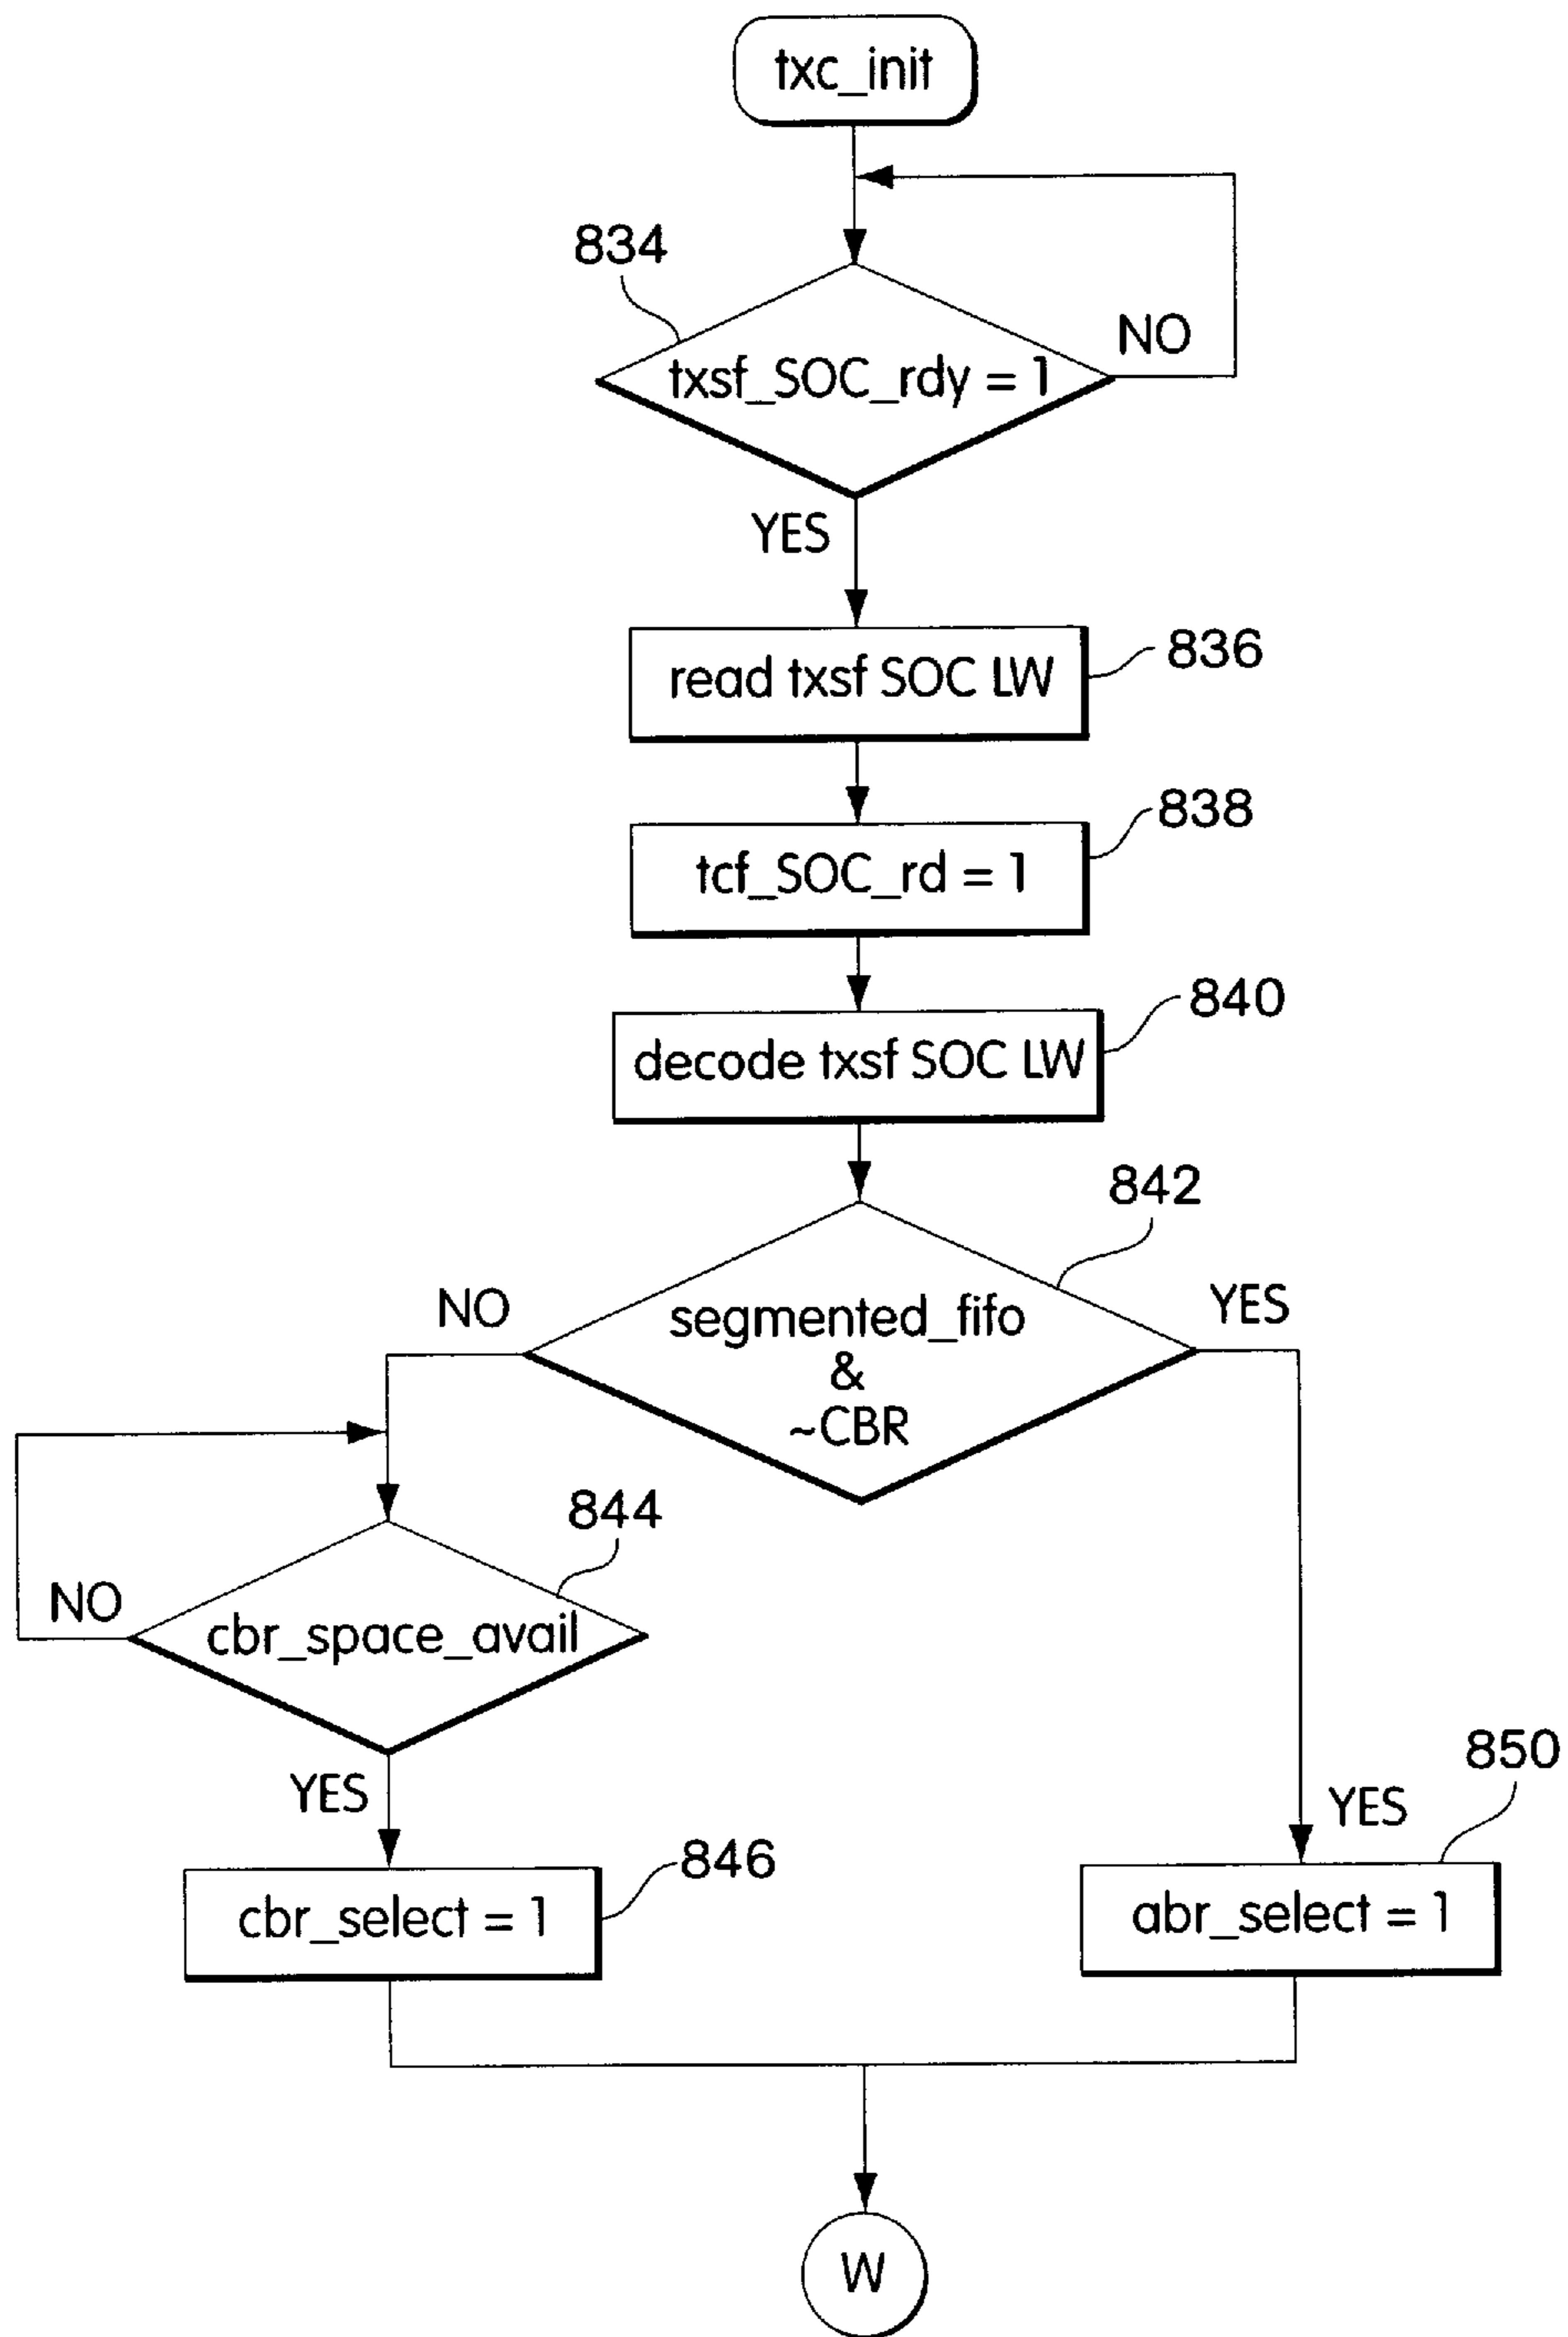 txc_init
834
txsf_SOC_rdy = 1
NO
YES
read txsf SOC LW
836
tcf_SOC_rd = 1
838
decode txsf SOC LW
840
842
NO
segmented_fifo
&
~CBR
YES
844
NO
cbr_space_avail
YES
850
YES
cbr_select = 1
846
abr_select = 1
W